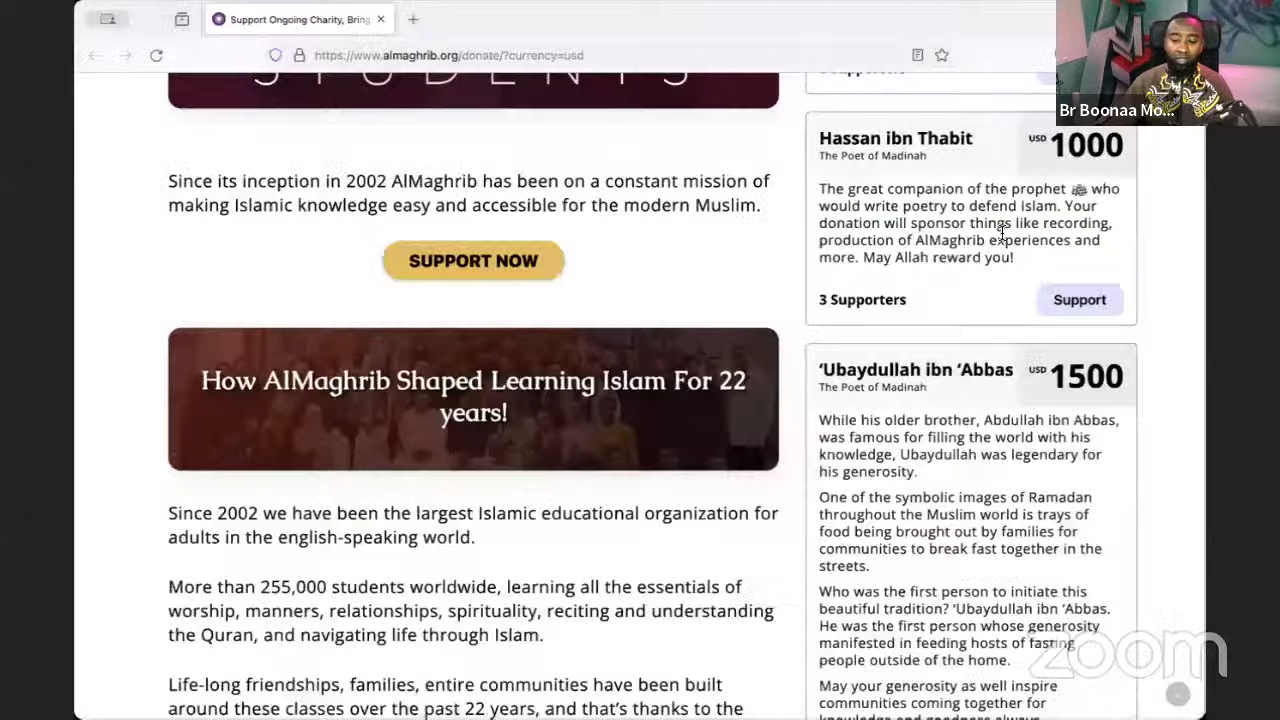 Support Ongoing Charity, Bring
https://www.almaghrib.org/donate/?currency=usd
Br Boonaa Mo...
STUDENTS
Since its inception in 2002 AlMaghrib has been on a constant mission of
making Islamic knowledge easy and accessible for the modern Muslim.
SUPPORT NOW
How AlMaghrib Shaped Learning Islam For 22
years!
Since 2002 we have been the largest Islamic educational organization for
adults in the english-speaking world.
More than 255,000 students worldwide, learning all the essentials of
worship, manners, relationships, spirituality, reciting and understanding
the Quran, and navigating life through Islam.
Life-long friendships, families, entire communities have been built
around these classes over the past 22 years, and that's thanks to the
Hassan ibn Thabit
USD 1000
The Poet of Madinah
The great companion of the prophet ﷺ who
would write poetry to defend Islam. Your
donation will sponsor things like recording,
production of AlMaghrib experiences and
more. May Allah reward you!
3 Supporters
Support
‘Ubaydullah ibn ‘Abbas
USD 1500
The Poet of Madinah
While his older brother, Abdullah ibn Abbas,
was famous for filling the world with his
knowledge, Ubaydullah was legendary for
his generosity.
One of the symbolic images of Ramadan
throughout the Muslim world is trays of
food being brought out by families for
communities to break fast together in the
streets.
Who was the first person to initiate this
beautiful tradition? ‘Ubaydullah ibn ‘Abbas.
He was the first person whose generosity
manifested in feeding hosts of fasting
people outside of the home.
May your generosity as well inspire
communities coming together for
zoom